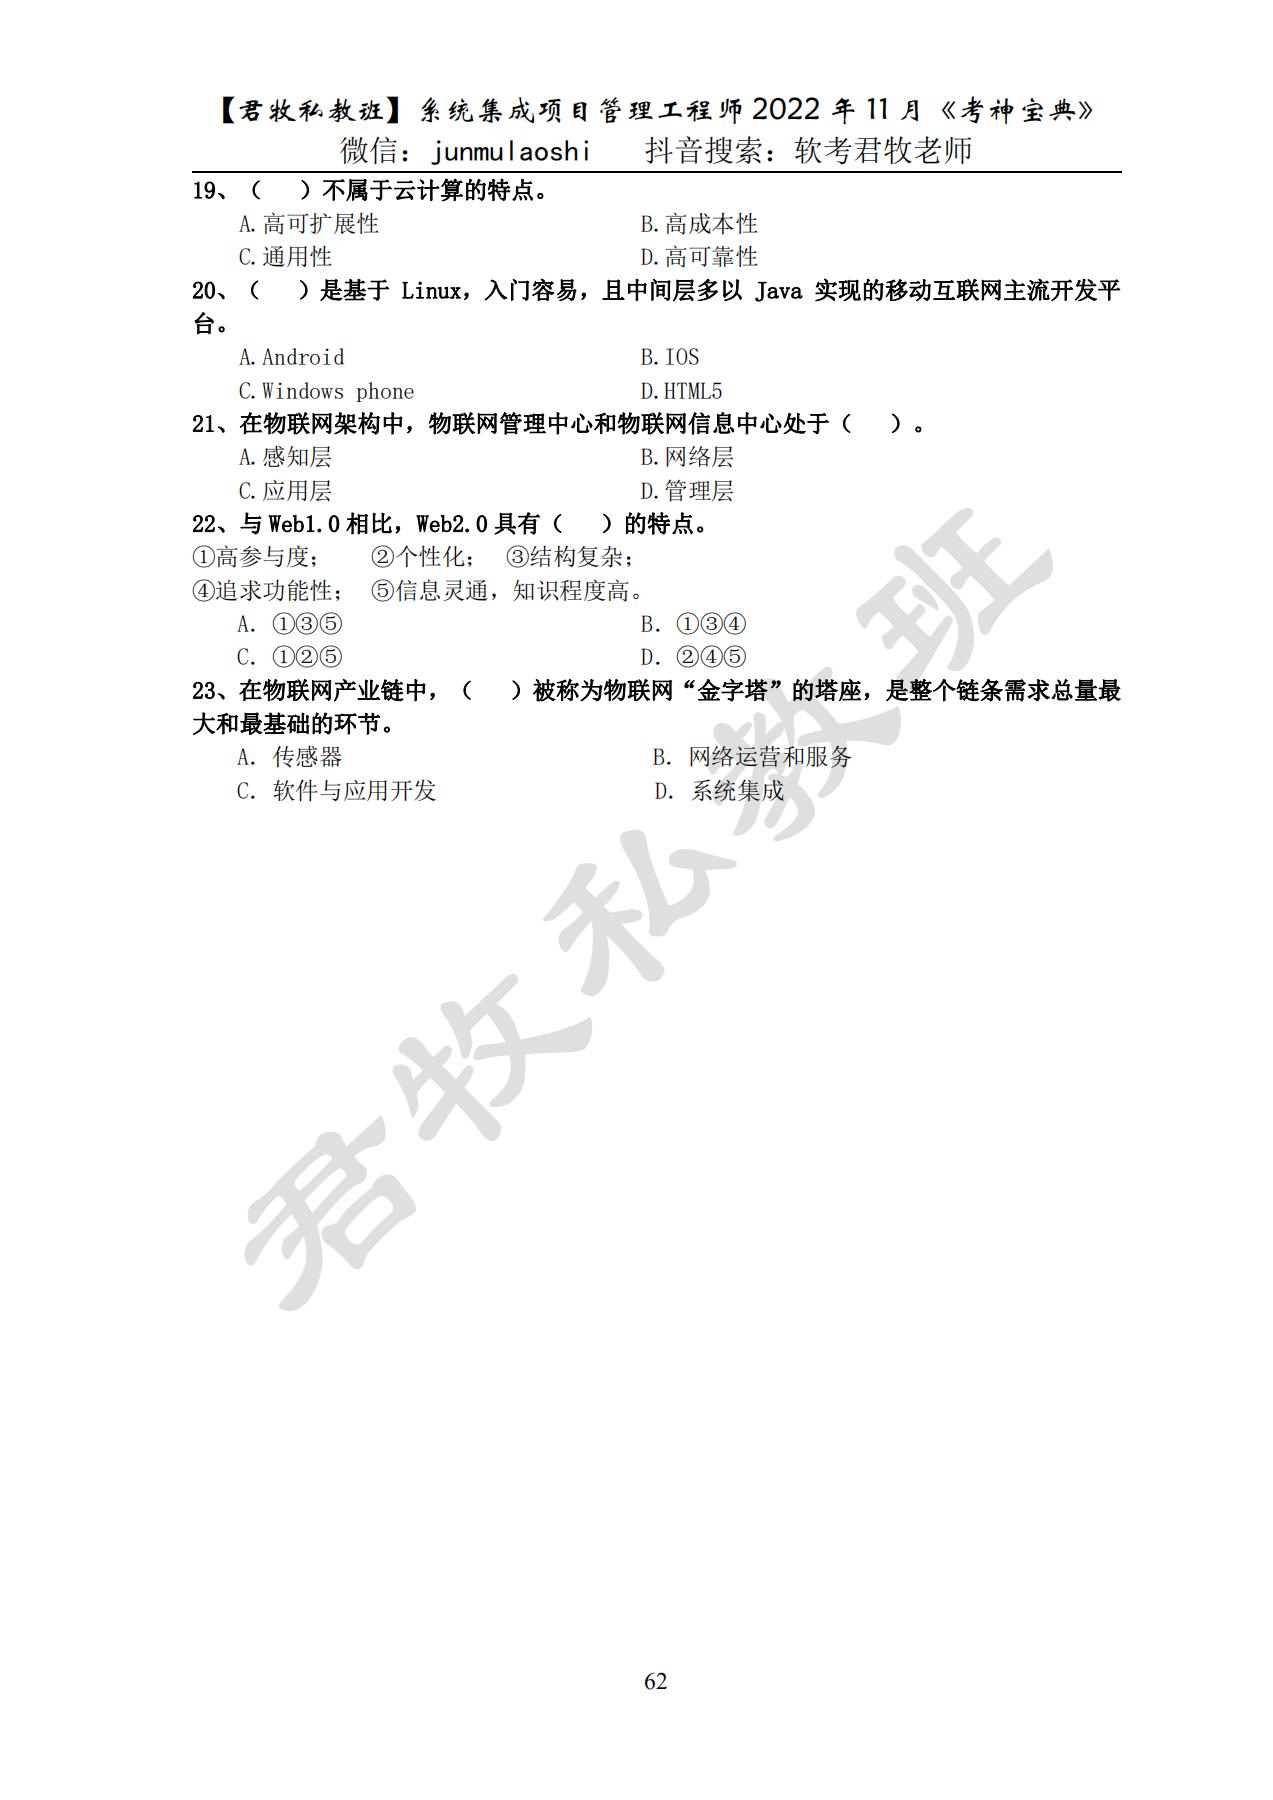 【君牧私教班】系统集成项目管理工程师2022年11月《考神宝典》
微信：junmulaoshi 抖音搜索：软考君牧老师
19、（ ）不属于云计算的特点。
A.高可扩展性 B.高成本性
C.通用性 D.高可靠性
20、（ ）是基于 Linux，入门容易，且中间层多以 Java 实现的移动互联网主流开发平
台。
A.Android B.IOS
C.Windows phone D.HTML5
21、在物联网架构中，物联网管理中心和物联网信息中心处于（ ）。
A.感知层 B.网络层
C.应用层 D.管理层
22、与Web1.0相比，Web2.0具有（ ）的特点。
①高参与度； ②个性化； ③结构复杂；
④追求功能性； ⑤信息灵通，知识程度高。
A. ①③⑤ B. ①③④
C. ①②⑤ D. ②④⑤
23、在物联网产业链中，（ ）被称为物联网“金字塔”的塔座，是整个链条需求总量最
大和最基础的环节。
A. 传感器 B. 网络运营和服务
C. 软件与应用开发 D. 系统集成
君牧私教班
62